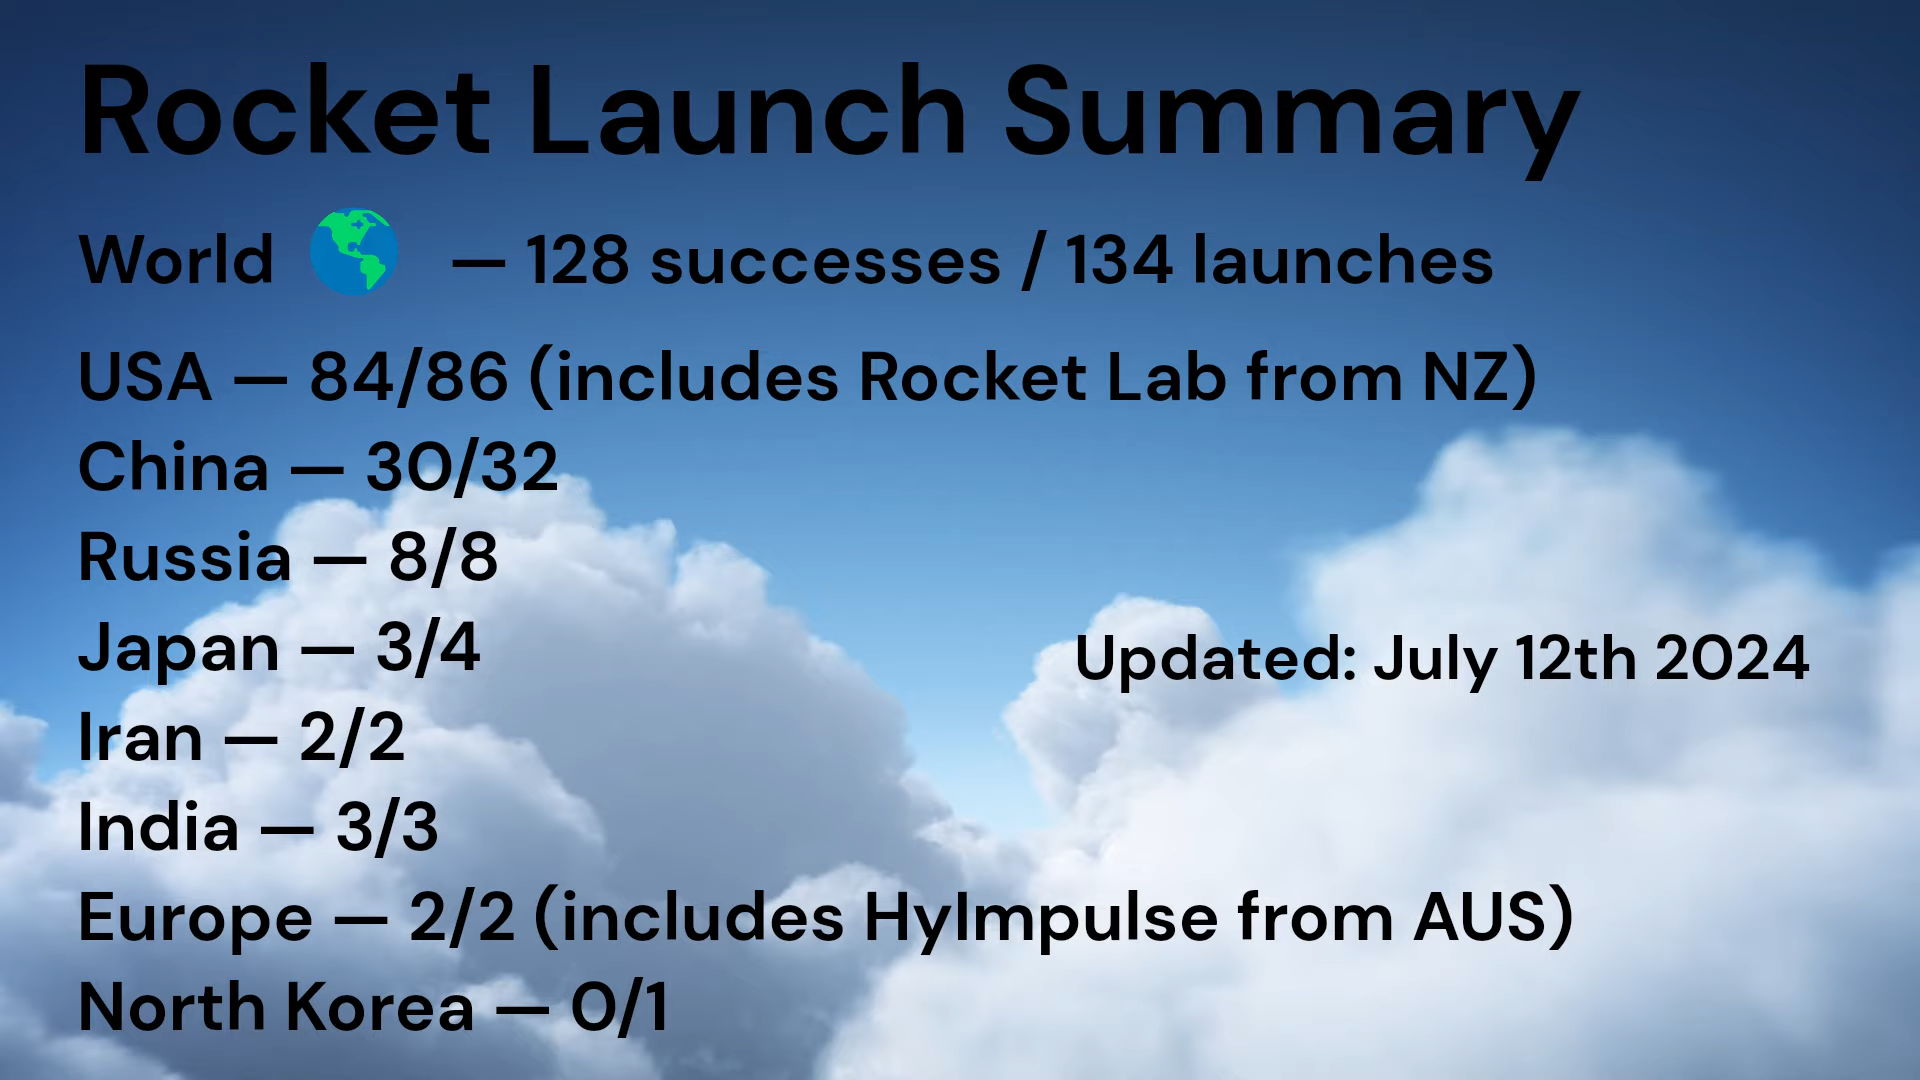 Rocket Launch Summary
World 🌎 — 128 successes / 134 launches
USA — 84/86 (includes Rocket Lab from NZ)
China — 30/32
Russia — 8/8
Japan — 3/4
Updated: July 12th 2024
Iran — 2/2
India — 3/3
Europe — 2/2 (includes HyImpulse from AUS)
North Korea — 0/1